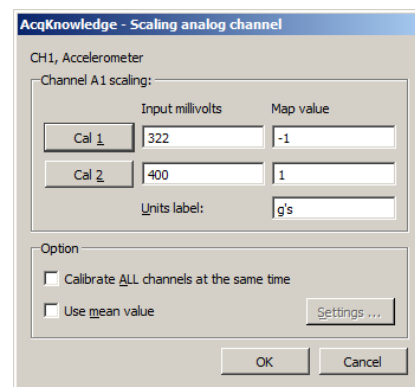 AcqKnowledge - Scaling analog channel
CH1, Accelerometer
Channel A1 scaling:
Input millivolts Map value
Cal 1 322 -1
Cal 2 400 1
Units label: g's
Option
Calibrate ALL channels at the same time
Use mean value Settings ...
OK Cancel